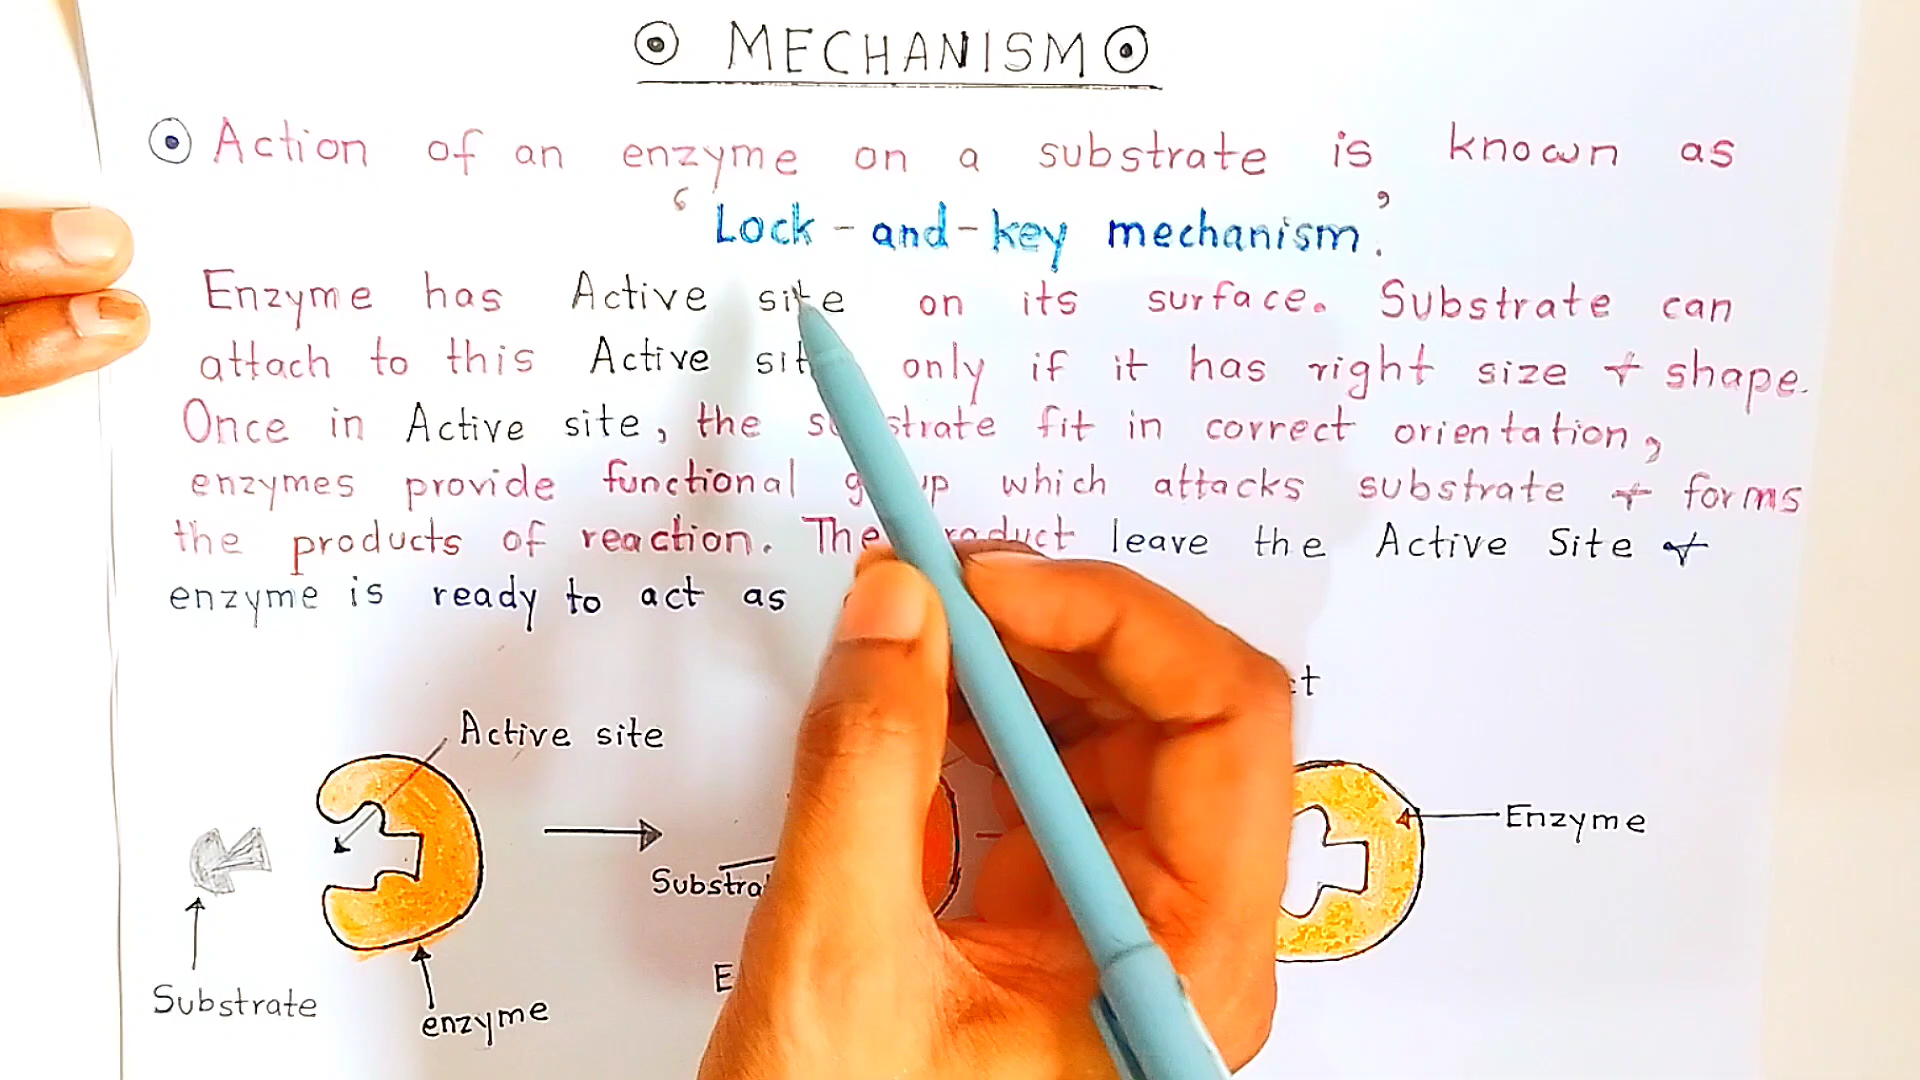 MECHANISM
Action of an enzyme on a substrate is known as
‘Lock-and-key mechanism.’
Enzyme has Active site on its surface. Substrate can
attach to this Active only if it has right size & shape.
Once in Active site, the fit in correct orientation,
enzymes provide functional which attacks substrate & forms
the products of reaction. The leave the Active Site &
enzyme is ready to act as
Active site
Enzyme
Substrate
enzyme